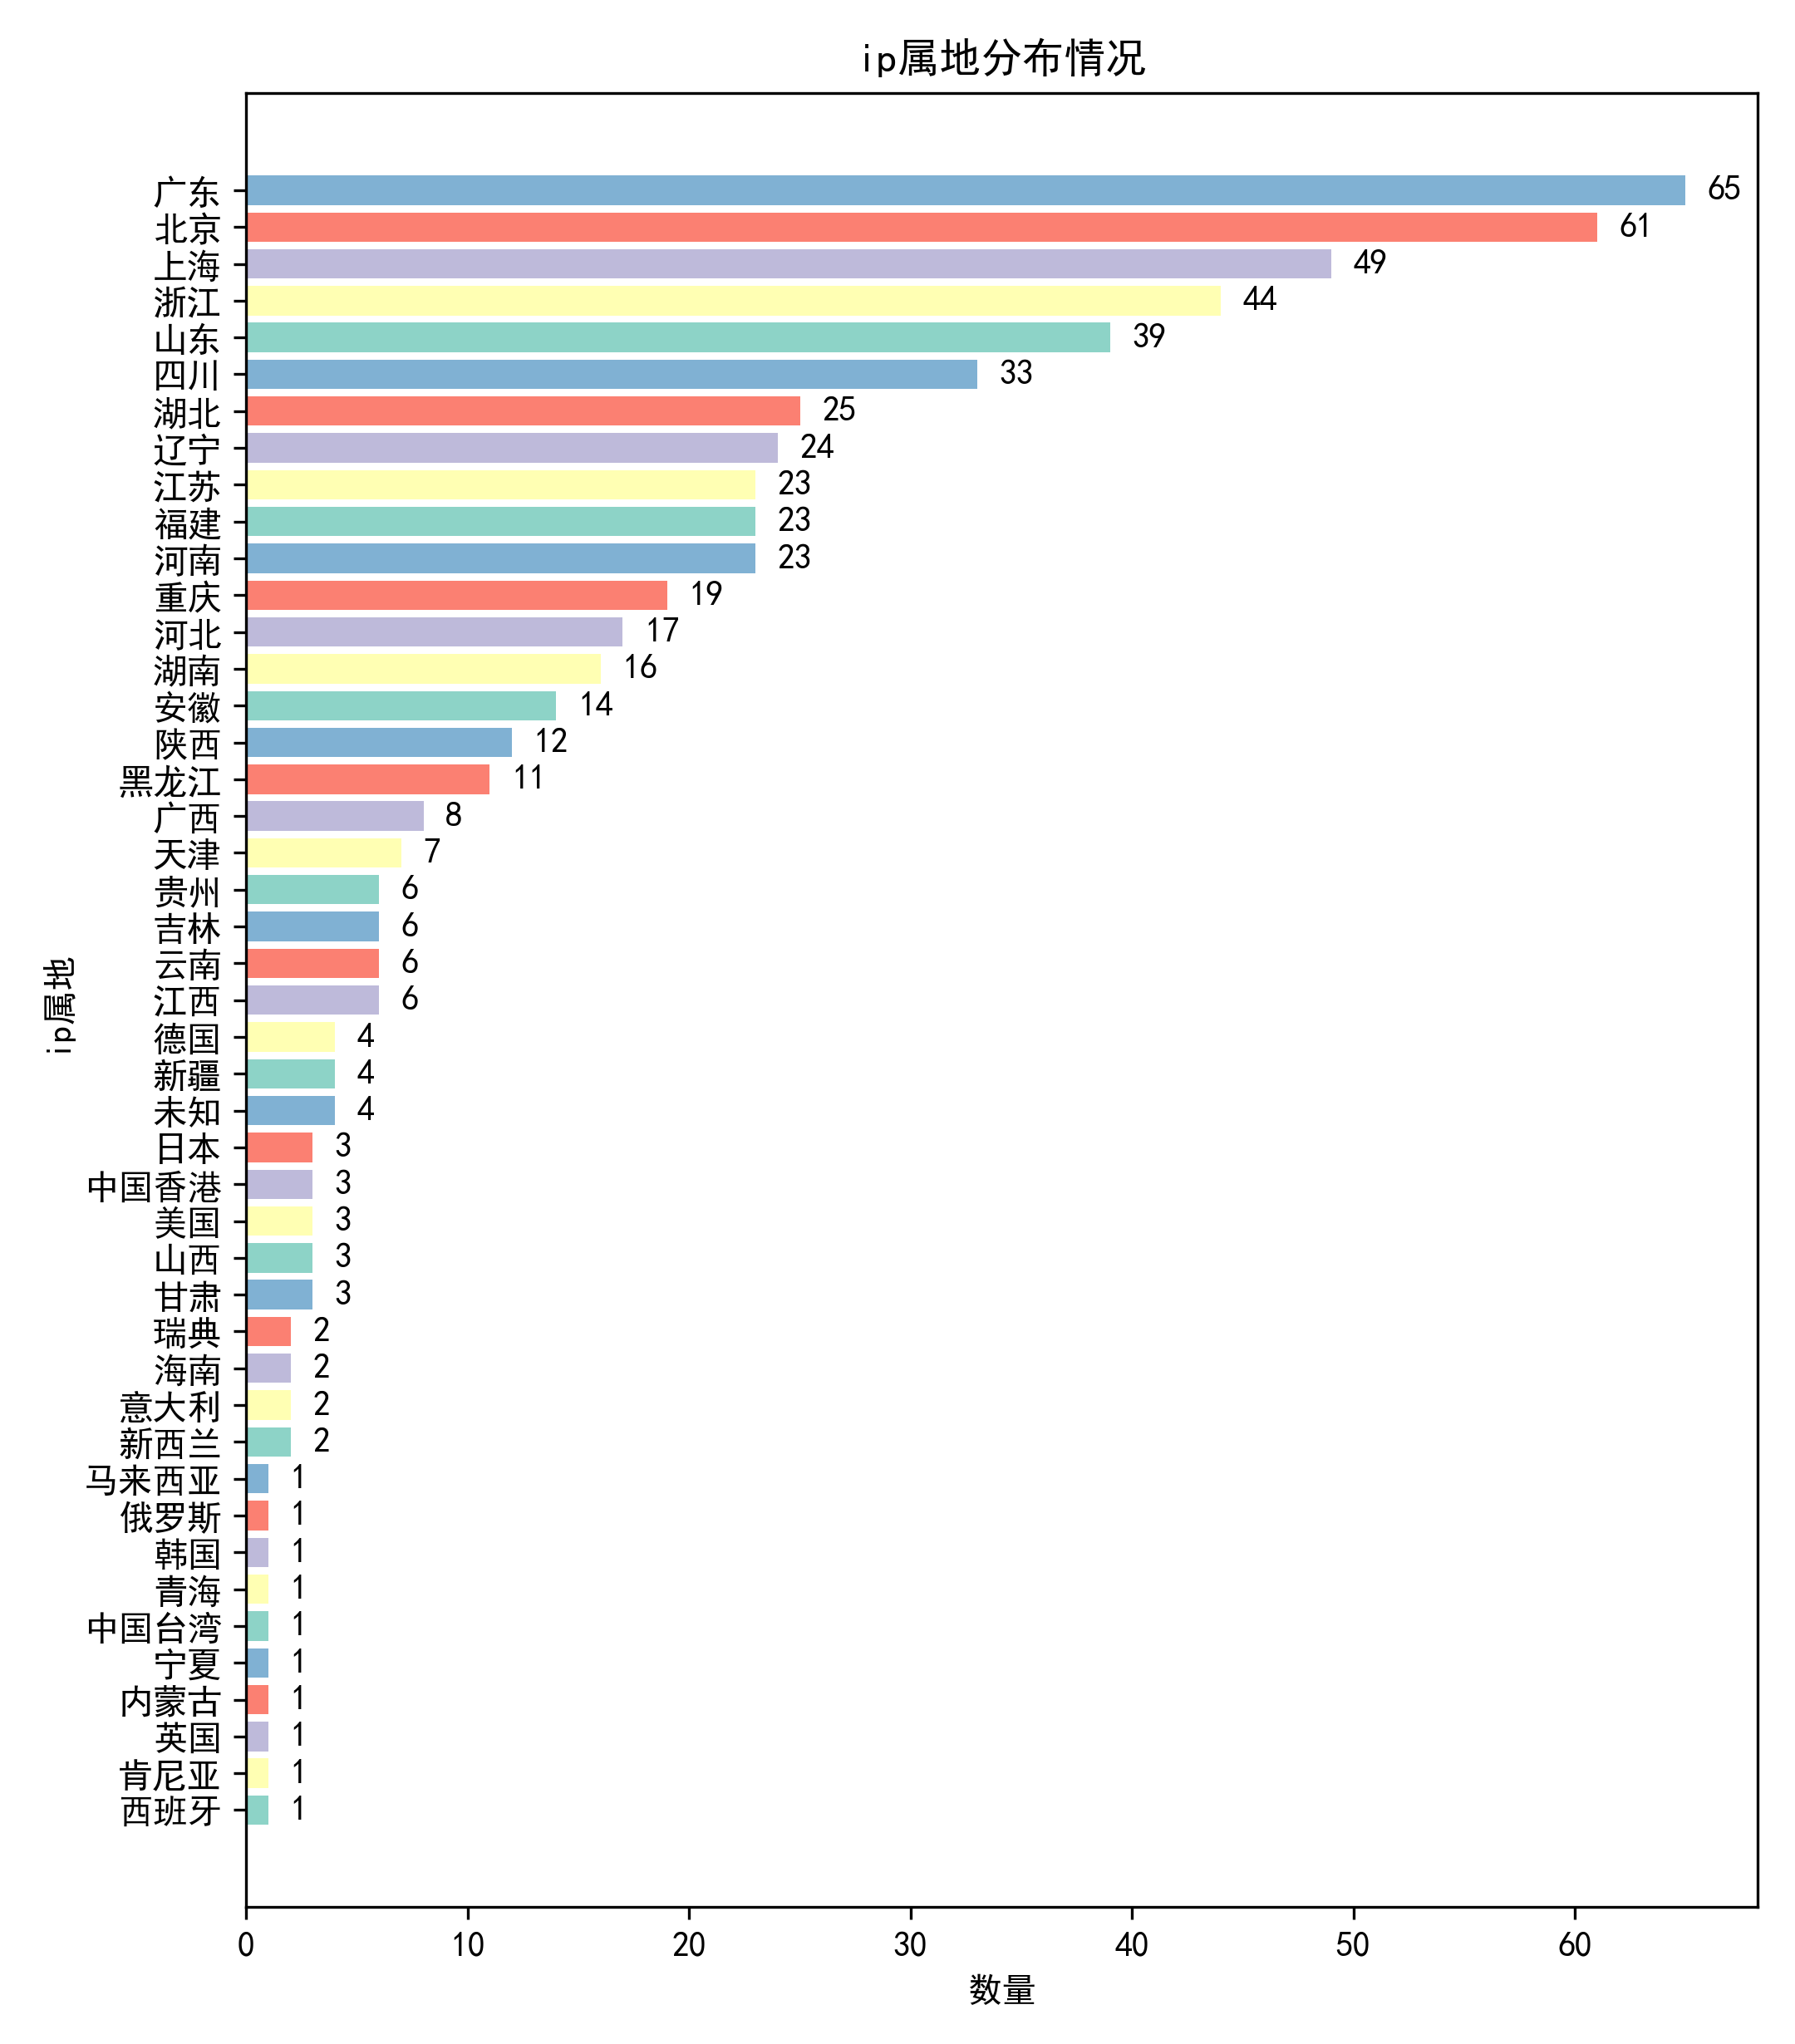 ip属地分布情况
广东 65
北京 61
上海 49
浙江 44
山东 39
四川 33
湖北 25
辽宁 24
江苏 23
福建 23
河南 23
重庆 19
河北 17
湖南 16
安徽 14
陕西 12
黑龙江 11
广西 8
天津 7
贵州 6
吉林 6
云南 6
江西 6
德国 4
新疆 4
未知 4
日本 3
中国香港 3
美国 3
山西 3
甘肃 3
瑞典 2
海南 2
意大利 2
新西兰 2
马来西亚 1
俄罗斯 1
韩国 1
青海 1
中国台湾 1
宁夏 1
内蒙古 1
英国 1
肯尼亚 1
西班牙 1
ip属地
0 10 20 30 40 50 60
数量